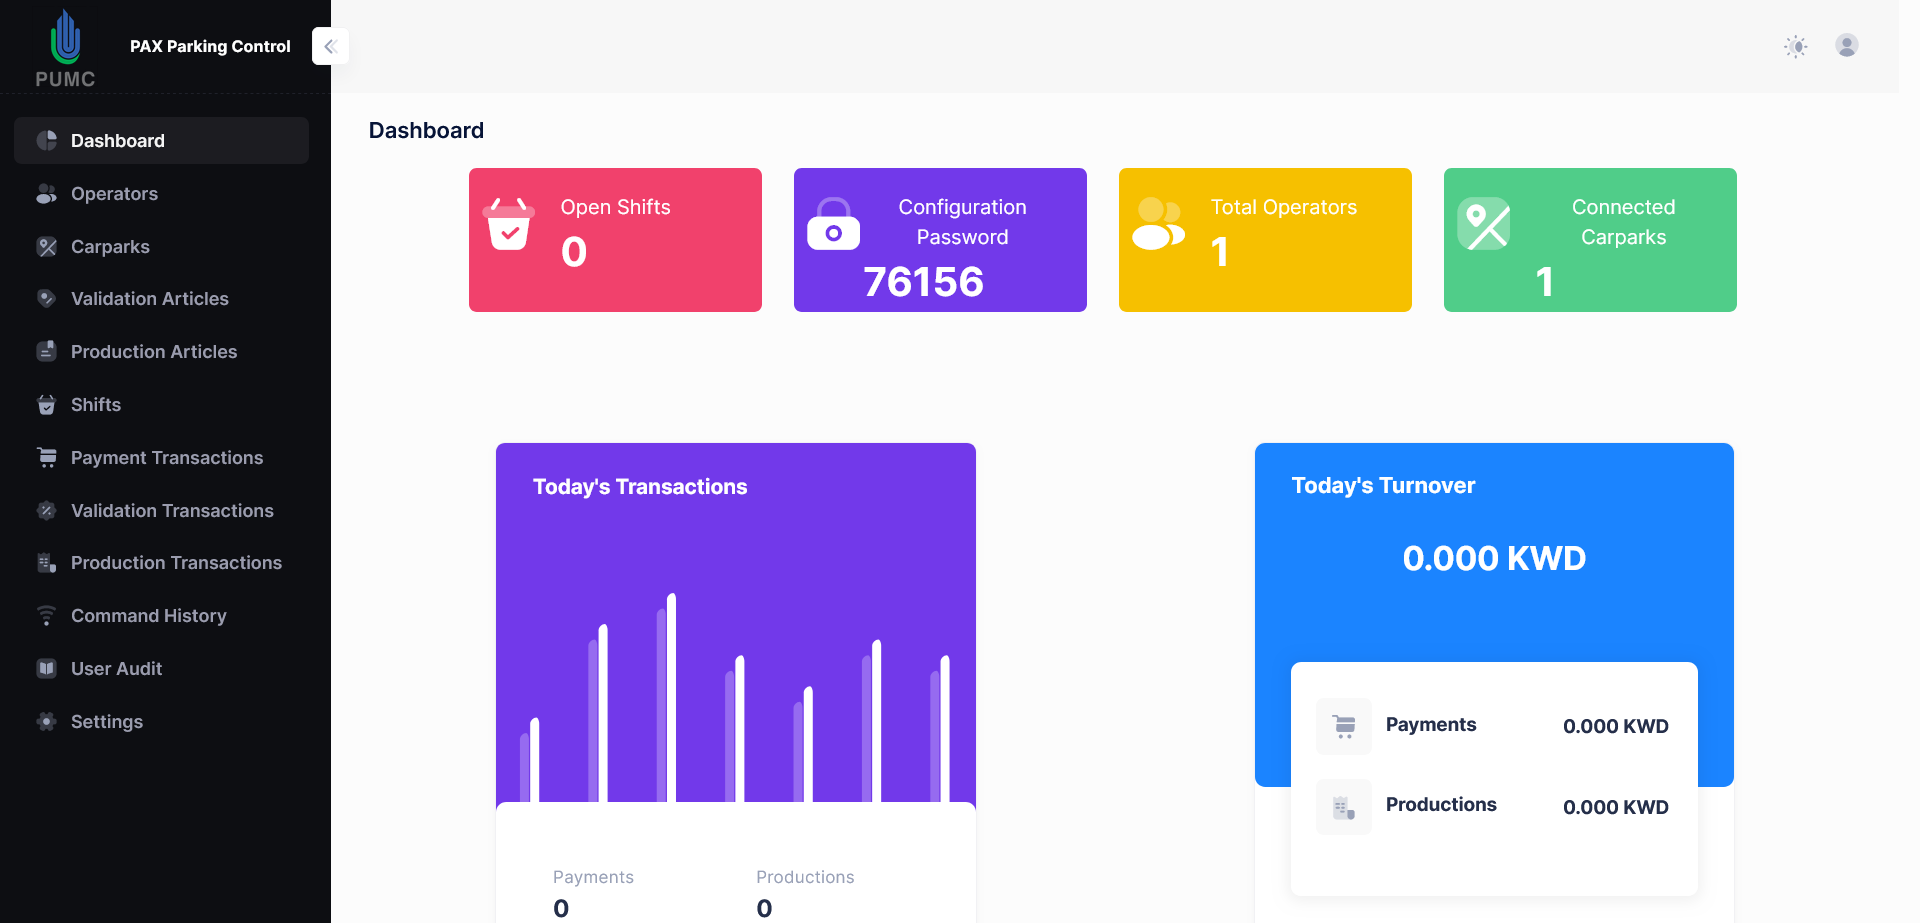 PUMC
PAX Parking Control
Dashboard
Operators
Carparks
Validation Articles
Production Articles
Shifts
Payment Transactions
Validation Transactions
Production Transactions
Command History
User Audit
Settings
Dashboard
Open Shifts
0
Configuration
Password
76156
Total Operators
1
Connected
Carparks
1
Today's Transactions
Payments
0
Productions
0
Today's Turnover
0.000 KWD
Payments
0.000 KWD
Productions
0.000 KWD